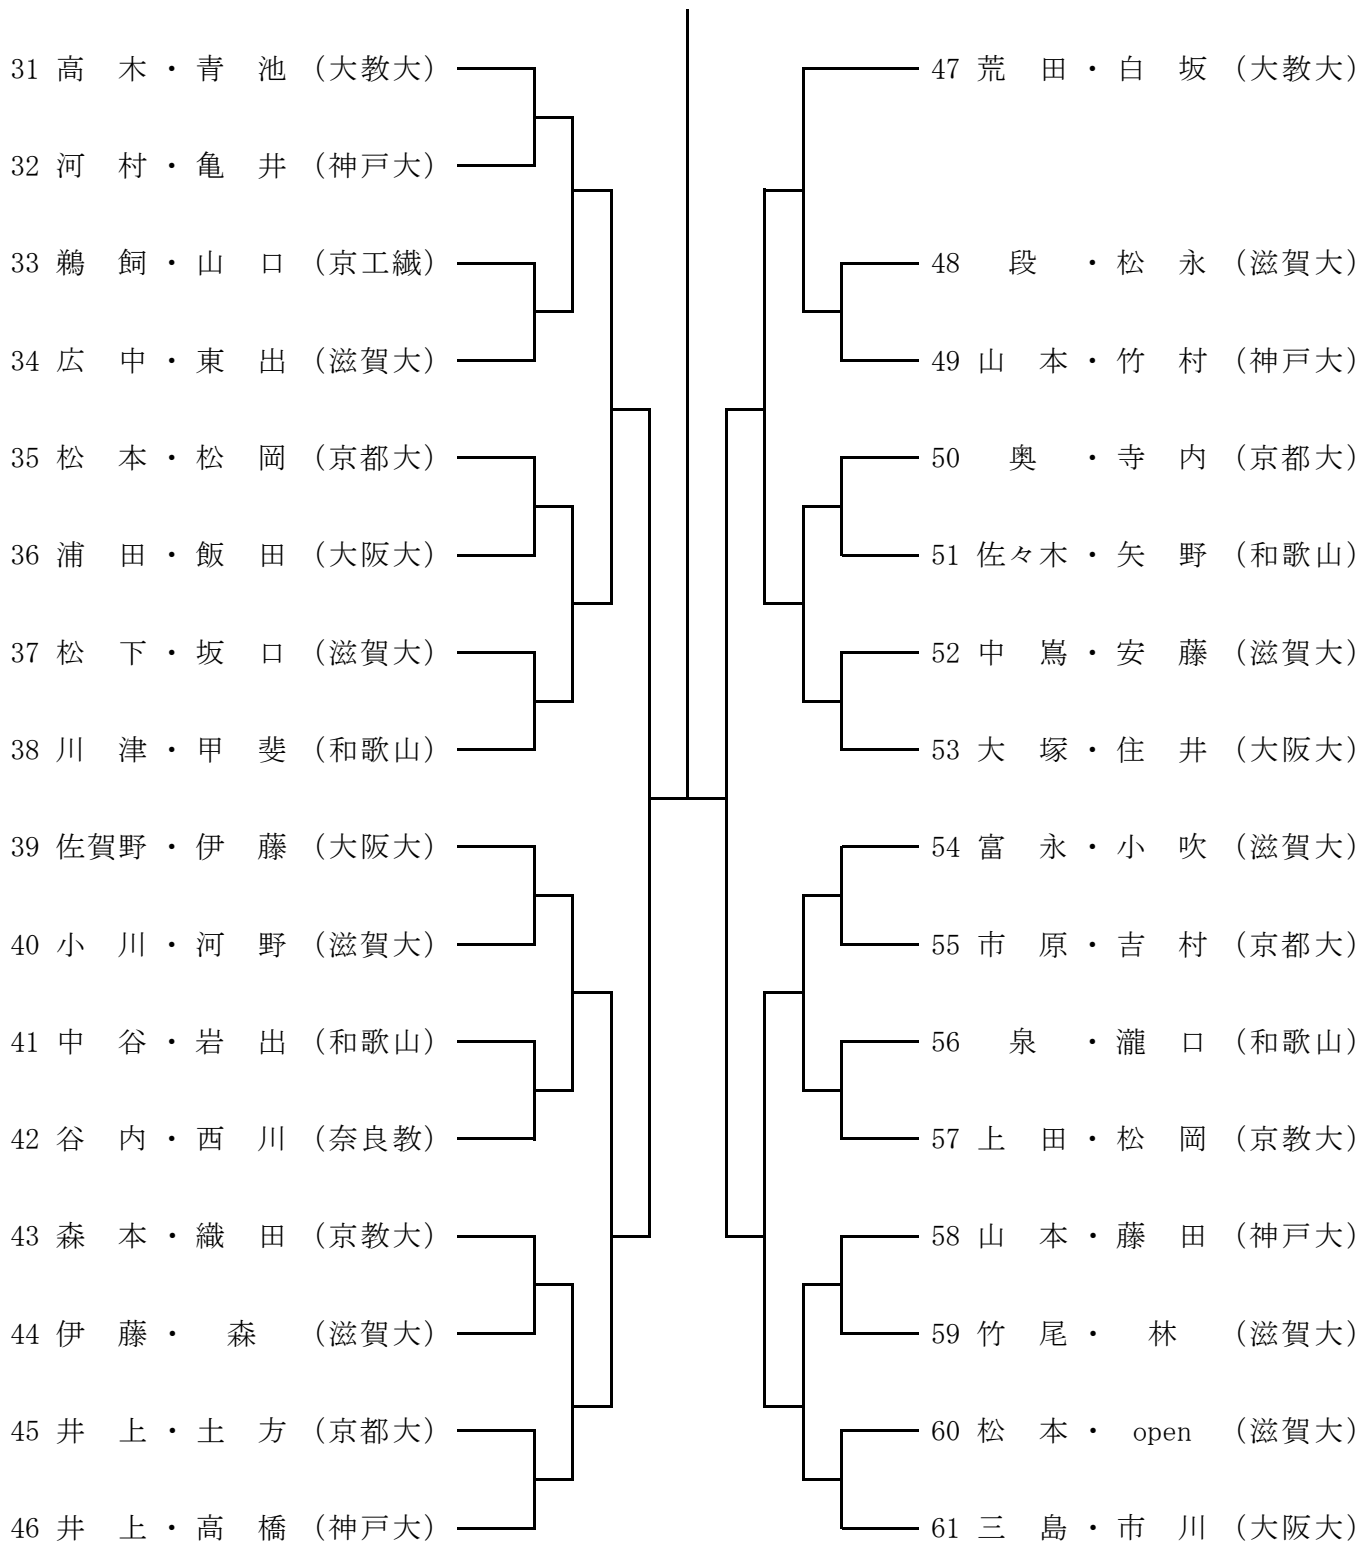 31 高 木 ・ 青 池 (大教大)
32 河 村 ・ 亀 井 (神戸大)
33 鵜 飼 ・ 山 口 (京工繊)
34 広 中 ・ 東 出 (滋賀大)
35 松 本 ・ 松 岡 (京都大)
36 浦 田 ・ 飯 田 (大阪大)
37 松 下 ・ 坂 口 (滋賀大)
38 川 津 ・ 甲 斐 (和歌山)
39 佐賀野 ・ 伊 藤 (大阪大)
40 小 川 ・ 河 野 (滋賀大)
41 中 谷 ・ 岩 出 (和歌山)
42 谷 内 ・ 西 川 (奈良教)
43 森 本 ・ 織 田 (京教大)
44 伊 藤 ・ 森 (滋賀大)
45 井 上 ・ 土 方 (京都大)
46 井 上 ・ 高 橋 (神戸大)
47 荒 田 ・ 白 坂 (大教大)
48 段 ・ 松 永 (滋賀大)
49 山 本 ・ 竹 村 (神戸大)
50 奥 ・ 寺 内 (京都大)
51 佐々木 ・ 矢 野 (和歌山)
52 中 嶌 ・ 安 藤 (滋賀大)
53 大 塚 ・ 住 井 (大阪大)
54 富 永 ・ 小 吹 (滋賀大)
55 市 原 ・ 吉 村 (京都大)
56 泉 ・ 瀧 口 (和歌山)
57 上 田 ・ 松 岡 (京教大)
58 山 本 ・ 藤 田 (神戸大)
59 竹 尾 ・ 林 (滋賀大)
60 松 本 ・ open (滋賀大)
61 三 島 ・ 市 川 (大阪大)